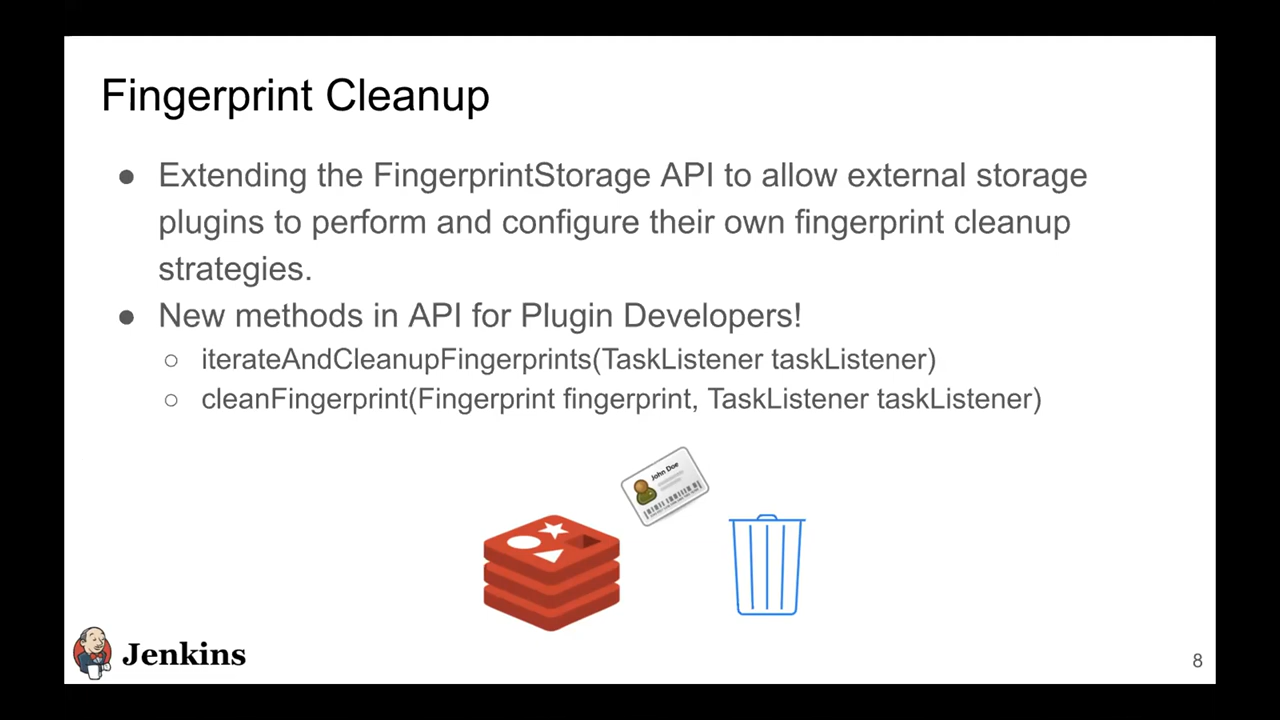 Fingerprint Cleanup
● Extending the FingerprintStorage API to allow external storage
plugins to perform and configure their own fingerprint cleanup
strategies.
● New methods in API for Plugin Developers!
○ iterateAndCleanupFingerprints(TaskListener taskListener)
○ cleanFingerprint(Fingerprint fingerprint, TaskListener taskListener)
John Doe
Jenkins
8